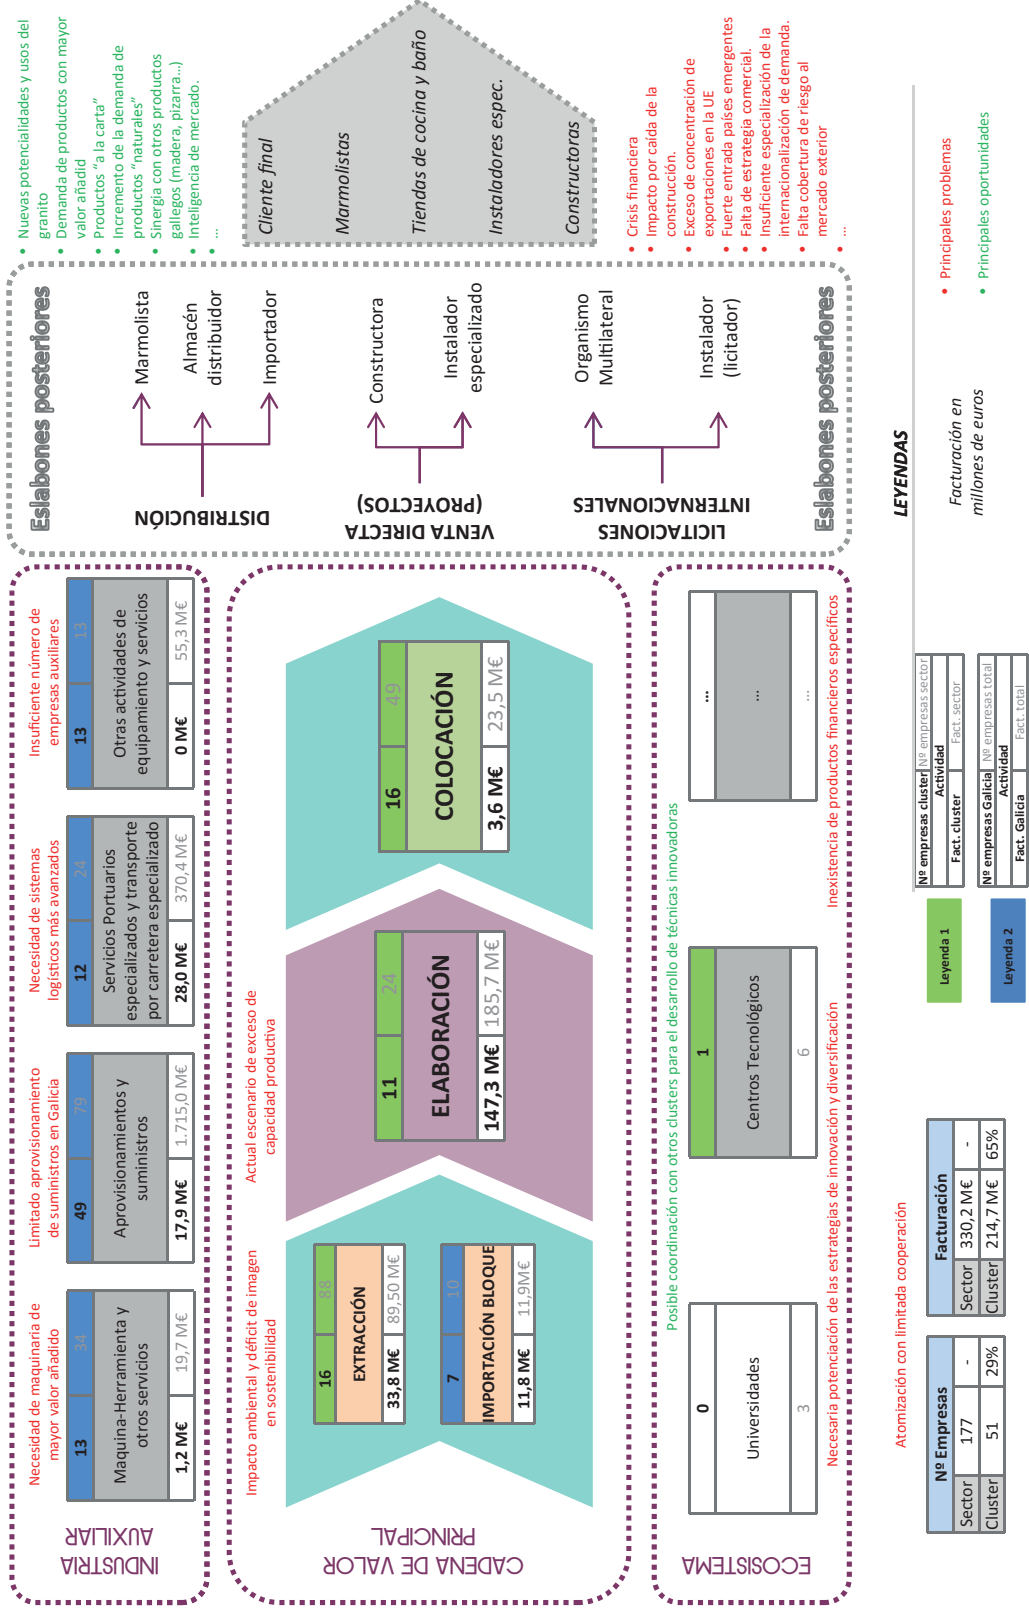 INDUSTRIA
AUXILIAR
Necesidad de maquinaria de
mayor valor añadido
13 34
Maquina-Herramienta y
otros servicios
1,2 M€ 19,7 M€
Limitado aprovisionamiento
de suministros en Galicia
49 79
Aprovisionamientos y
suministros
17,9 M€ 1.715,0 M€
Necesidad de sistemas
logísticos más avanzados
12 24
Servicios Portuarios
especializados y transporte
por carretera especializado
28,0 M€ 370,4 M€
Insuficiente número de
empresas auxiliares
13 13
Otras actividades de
equipamiento y servicios
0 M€ 55,3 M€
CADENA DE VALOR
PRINCIPAL
Impacto ambiental y déficit de imagen
en sostenibilidad
16 88
EXTRACCIÓN
33,8 M€ 89,50 M€
7 10
IMPORTACIÓN BLOQUE
11,8 M€ 11,9M€
Actual escenario de exceso de
capacidad productiva
11 24
ELABORACIÓN
147,3 M€ 185,7 M€
16 49
COLOCACIÓN
3,6 M€ 23,5 M€
ECOSISTEMA
Posible coordinación con otros clusters para el desarrollo de técnicas innovadoras
0
Universidades
3
1
Centros Tecnológicos
6
...
...
...
Necesaria potenciación de las estrategias de innovación y diversificación
Inexistencia de productos financieros específicos
Eslabones posteriores
DISTRIBUCIÓN
Marmolista
Almacén
distribuidor
Importador
VENTA DIRECTA
(PROYECTOS)
Constructora
Instalador
especializado
LICITACIONES
INTERNACIONALES
Organismo
Multilateral
Instalador
(licitador)
Eslabones posteriores
• Nuevas potencialidades y usos del
granito
• Demanda de productos con mayor
valor añadid
• Productos “a la carta”
• Incremento de la demanda de
productos “naturales”
• Sinergia con otros productos
gallegos (madera, pizarra...)
• Inteligencia de mercado.
• ...
Cliente final
Marmolistas
Tiendas de cocina y baño
Instaladores espec.
Constructoras
• Crisis financiera
• Impacto por caída de la
construcción.
• Exceso de concentración de
exportaciones en la UE
• Fuerte entrada países emergentes
• Falta de estrategia comercial.
• Insuficiente especialización de la
internacionalización de demanda.
• Falta cobertura de riesgo al
mercado exterior
• ...
Atomización con limitada cooperación
Nº Empresas
Sector 177 -
Cluster 51 29%
Facturación
Sector 330,2 M€ -
Cluster 214,7 M€ 65%
LEYENDAS
Leyenda 1
Nº empresas cluster Nº empresas sector
Actividad
Fact. cluster Fact. sector
Leyenda 2
Nº empresas Galicia Nº empresas total
Actividad
Fact. Galicia Fact. total
Facturación en
millones de euros
• Principales problemas
• Principales oportunidades